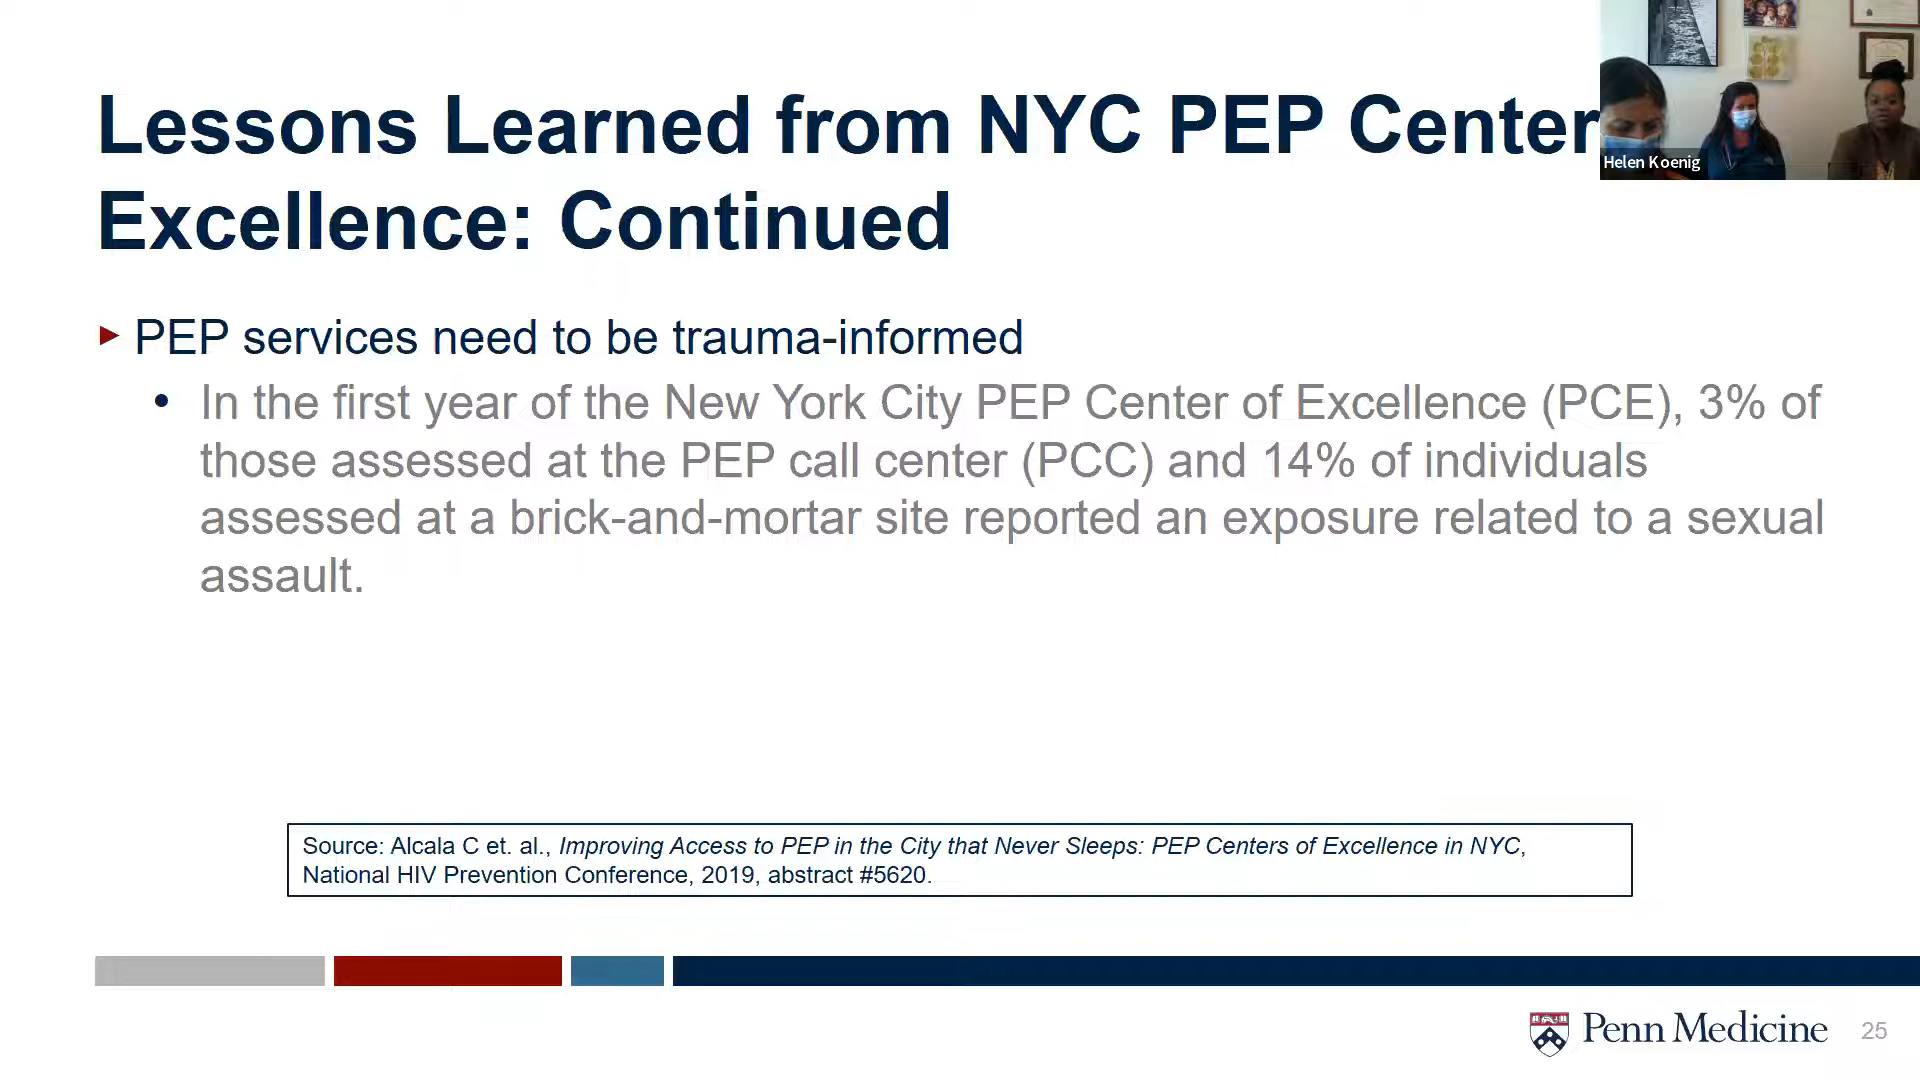 Lessons Learned from NYC PEP Center
Excellence: Continued
Helen Koenig
PEP services need to be trauma-informed
• In the first year of the New York City PEP Center of Excellence (PCE), 3% of
those assessed at the PEP call center (PCC) and 14% of individuals
assessed at a brick-and-mortar site reported an exposure related to a sexual
assault.
Source: Alcala C et. al., Improving Access to PEP in the City that Never Sleeps: PEP Centers of Excellence in NYC,
National HIV Prevention Conference, 2019, abstract #5620.
Penn Medicine
25